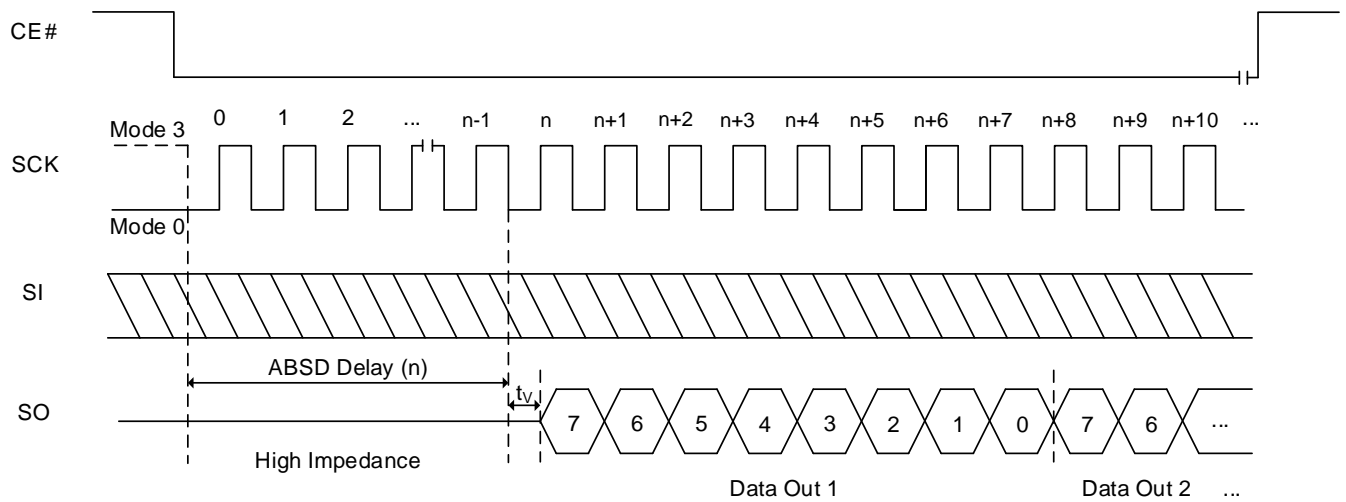 CE#
0 1 2 ... n-1 n n+1 n+2 n+3 n+4 n+5 n+6 n+7 n+8 n+9 n+10 ...
Mode 3
SCK
Mode 0
SI
ABSD Delay (n)
tV
SO
7 6 5 4 3 2 1 0 7 6 ...
High Impedance
Data Out 1 Data Out 2 ...